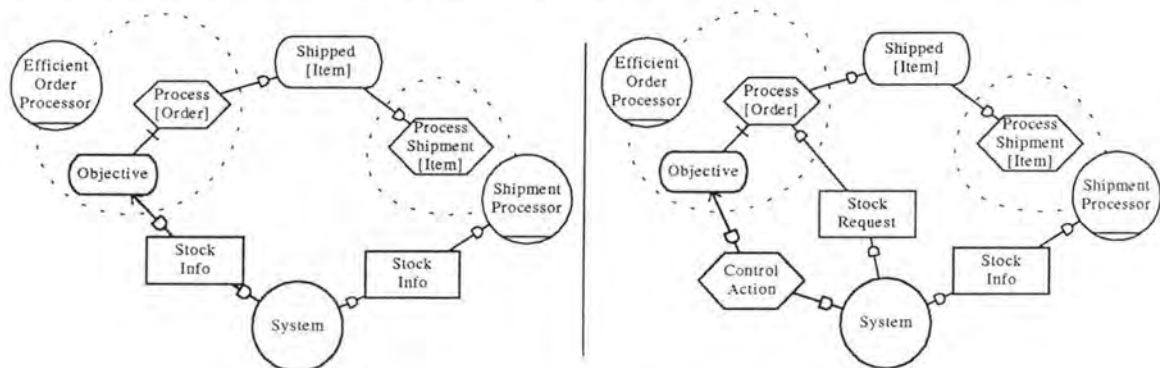 Efficient
Order
Processor
Process
[Order]
Shipped
[Item]
Process
Shipment
[Item]
Objective
Shipment
Processor
Stock
Info
Stock
Info
System
Efficient
Order
Processor
Process
[Order]
Shipped
[Item]
Process
Shipment
[Item]
Objective
Stock
Request
Shipment
Processor
Control
Action
Stock
Info
System